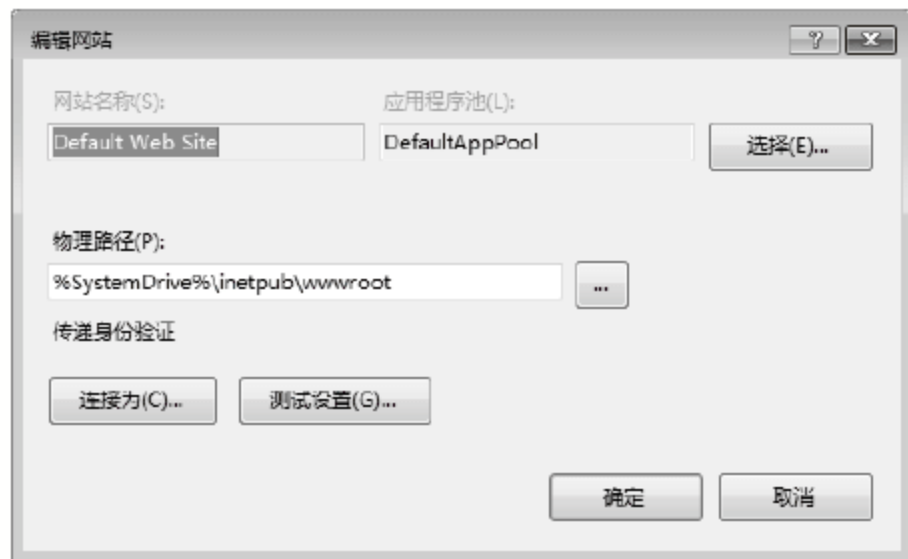 编辑网站
网站名称(S): 应用程序池(L):
Default Web Site DefaultAppPool 选择(E)...
物理路径(P):
%SystemDrive%\inetpub\wwwroot ...
传递身份验证
连接为(C)... 测试设置(G)...
确定 取消